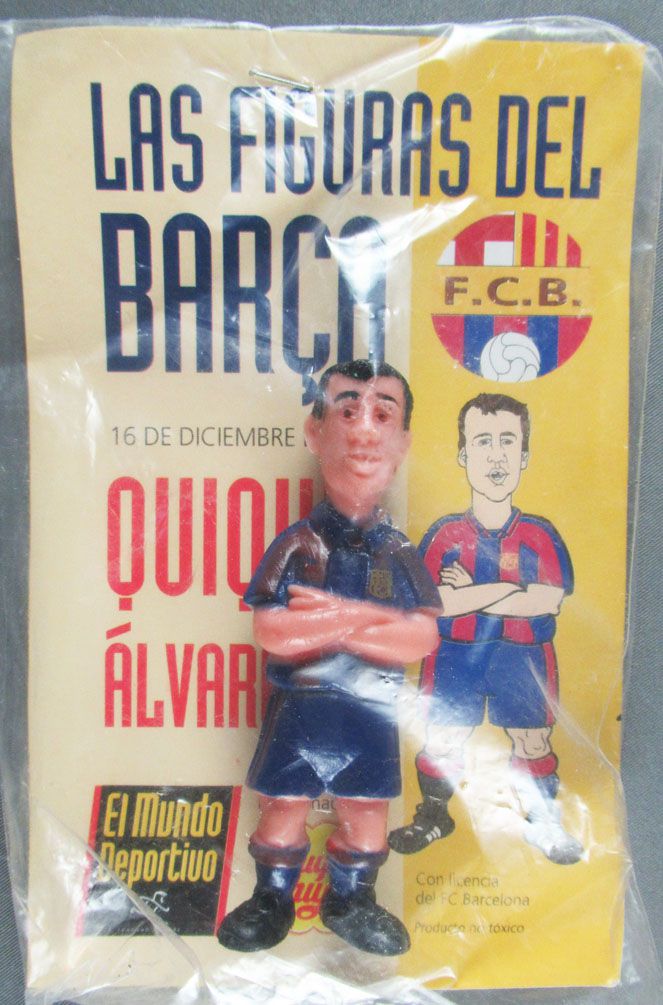 LAS FIGURAS DEL
BARÇA
F.C.B.
16 DE DICIEMBRE
QUIQU
ÁLVAR
El Mundo
Deportivo
Con licencia
del FC Barcelona
Producto no tóxico